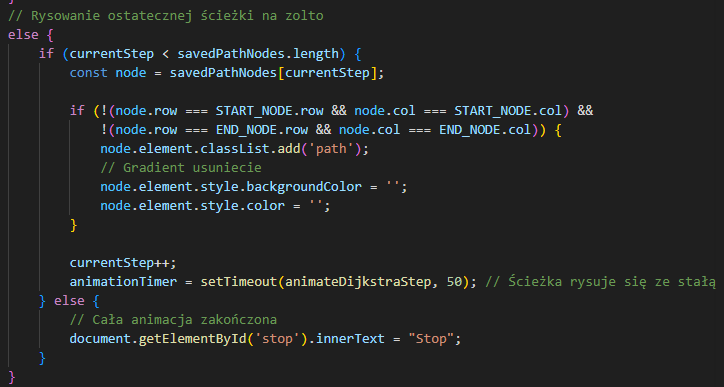 // Rysowanie ostatecznej ścieżki na zolto
else {
if (currentStep < savedPathNodes.length) {
const node = savedPathNodes[currentStep];
if (!(node.row === START_NODE.row && node.col === START_NODE.col) &&
!(node.row === END_NODE.row && node.col === END_NODE.col)) {
node.element.classList.add('path');
// Gradient usuniecie
node.element.style.backgroundColor = '';
node.element.style.color = '';
}
currentStep++;
animationTimer = setTimeout(animateDijkstraStep, 50); // Ścieżka rysuje się ze stałą
} else {
// Cała animacja zakończona
document.getElementById('stop').innerText = "Stop";
}
}